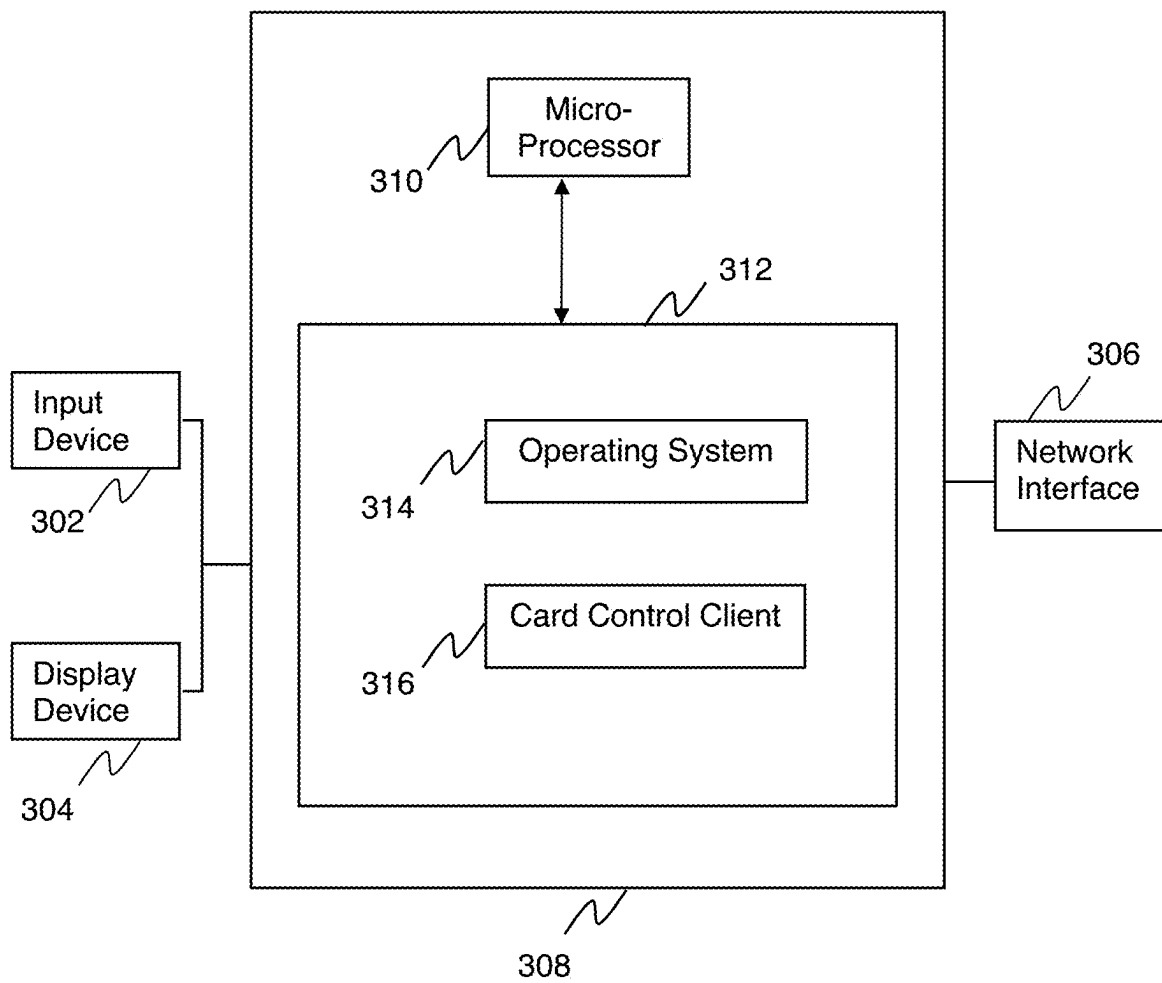 Micro-
Processor
310
312
306
Input
Device
302
Operating System
314
Network
Interface
Card Control Client
316
Display
Device
304
308